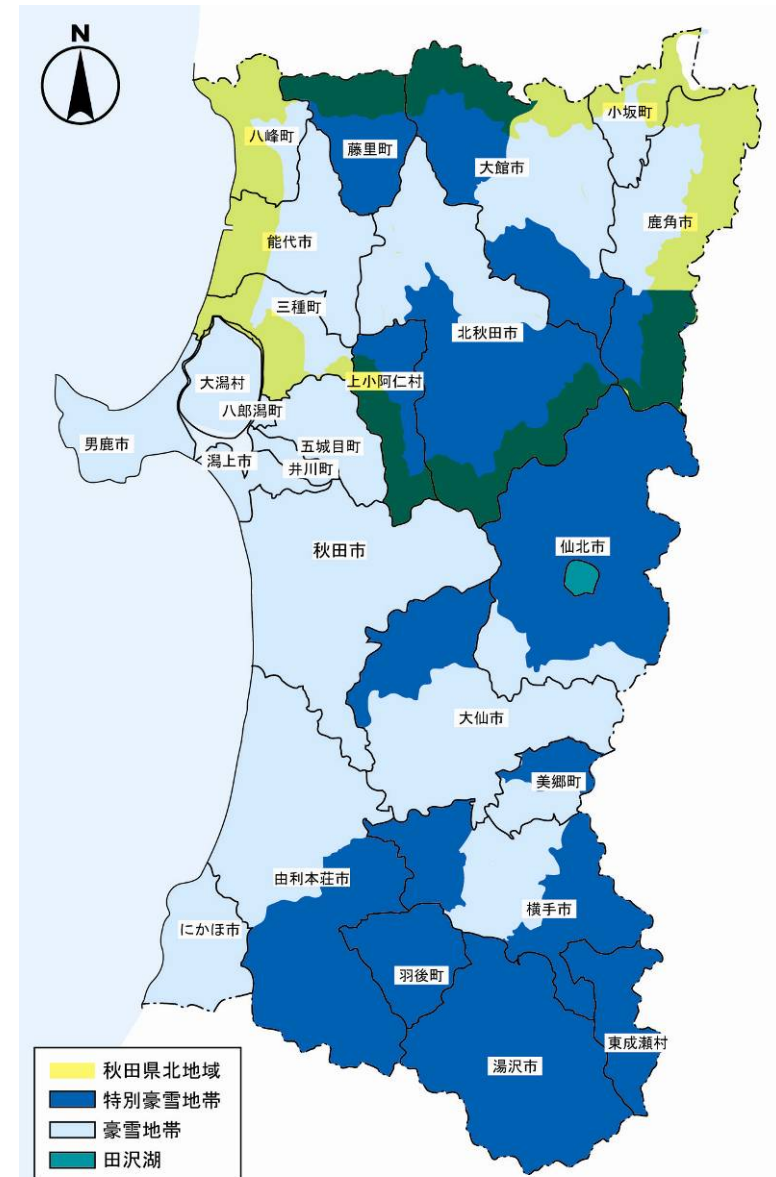 N
八峰町
藤里町
小坂町
大館市
鹿角市
能代市
三種町
北秋田市
大潟村
上小阿仁村
八郎潟町
男鹿市
五城目町
潟上市
井川町
秋田市
仙北市
大仙市
美郷町
由利本荘市
横手市
にかほ市
羽後町
東成瀬村
湯沢市
秋田県北地域
特別豪雪地帯
豪雪地帯
田沢湖